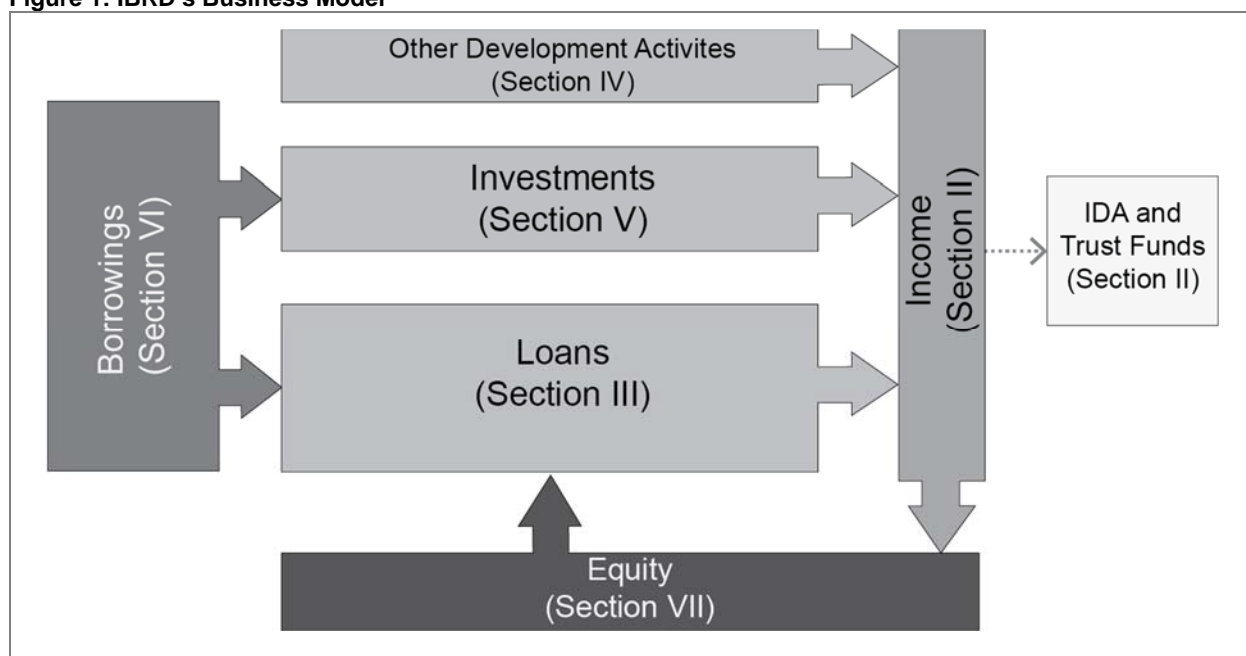 Figure 1: IBRD's Business Model
Other Development Activites
(Section IV)
Borrowings
(Section VI)
Investments
(Section V)
Income
(Section II)
IDA and
Trust Funds
(Section II)
Loans
(Section III)
Equity
(Section VII)